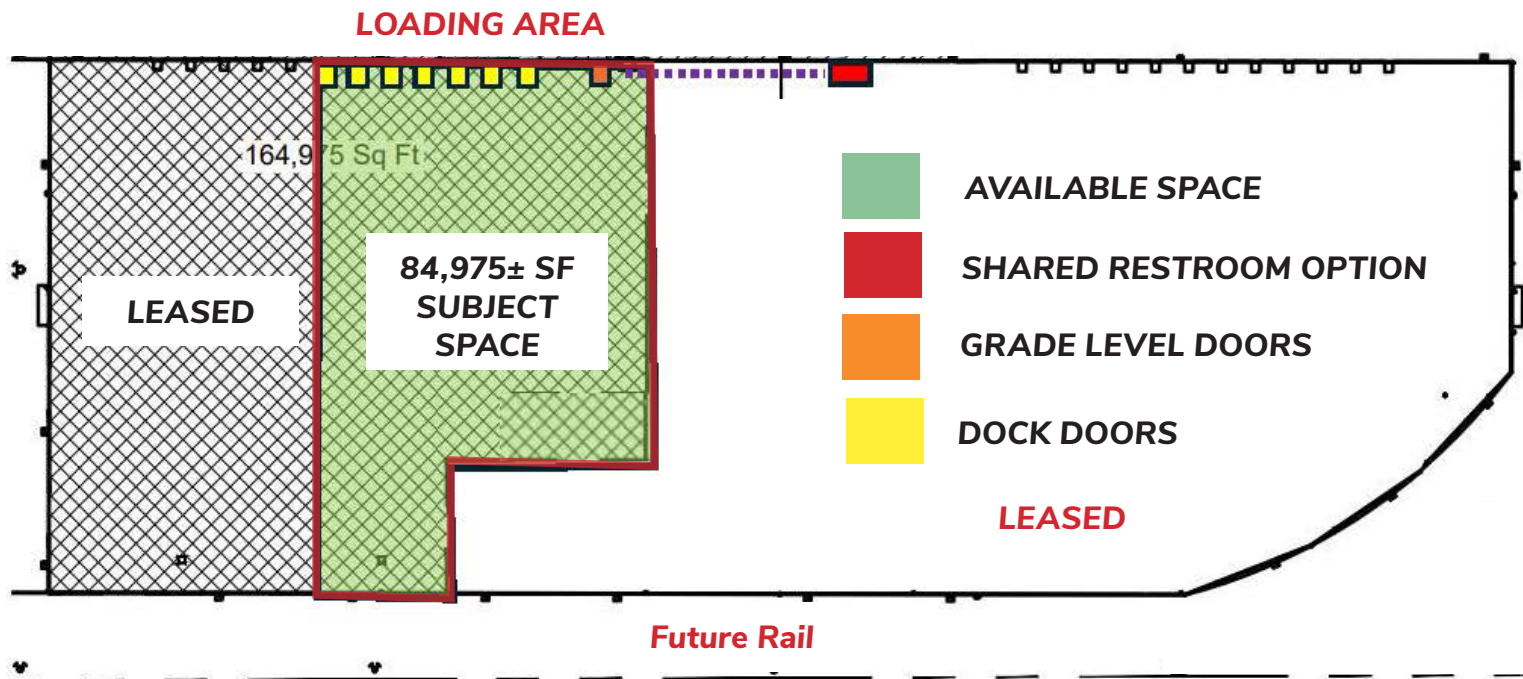 LOADING AREA
164,975 Sq Ft
LEASED
84,975± SF
SUBJECT
SPACE
AVAILABLE SPACE
SHARED RESTROOM OPTION
GRADE LEVEL DOORS
DOCK DOORS
LEASED
Future Rail